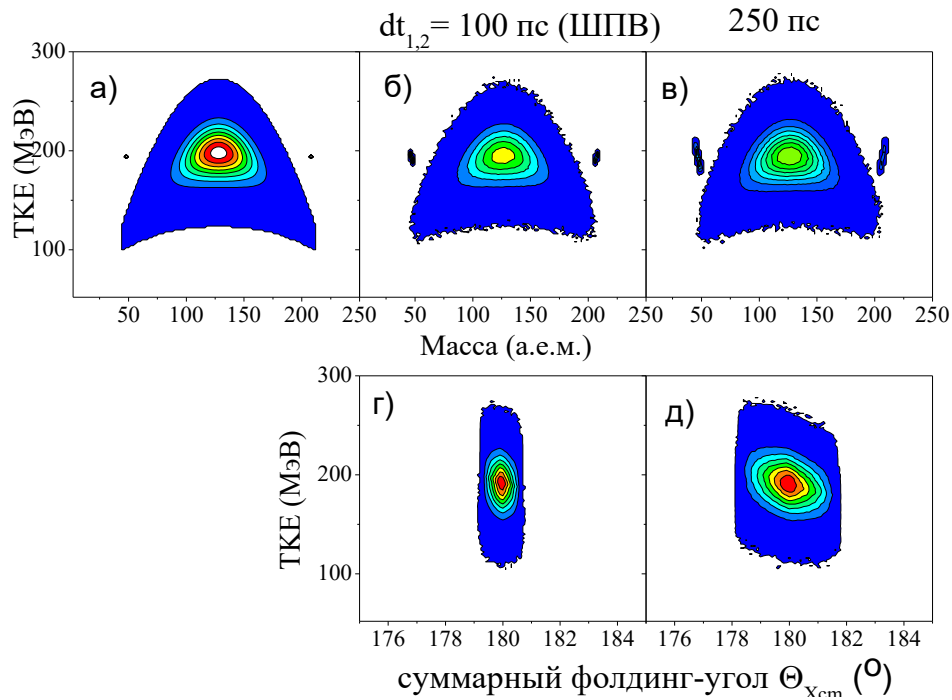 dt₁,₂= 100 пс (ШПВ) 250 пс
а) б) в)
TKE (МэВ)
300
200
100
50 100 150 200 250 50 100 150 200 250 50 100 150 200 250
Масса (а.е.м.)
г) д)
TKE (МэВ)
300
200
100
176 178 180 182 184 176 178 180 182 184
суммарный фолдинг-угол Θ_Xcm (°)